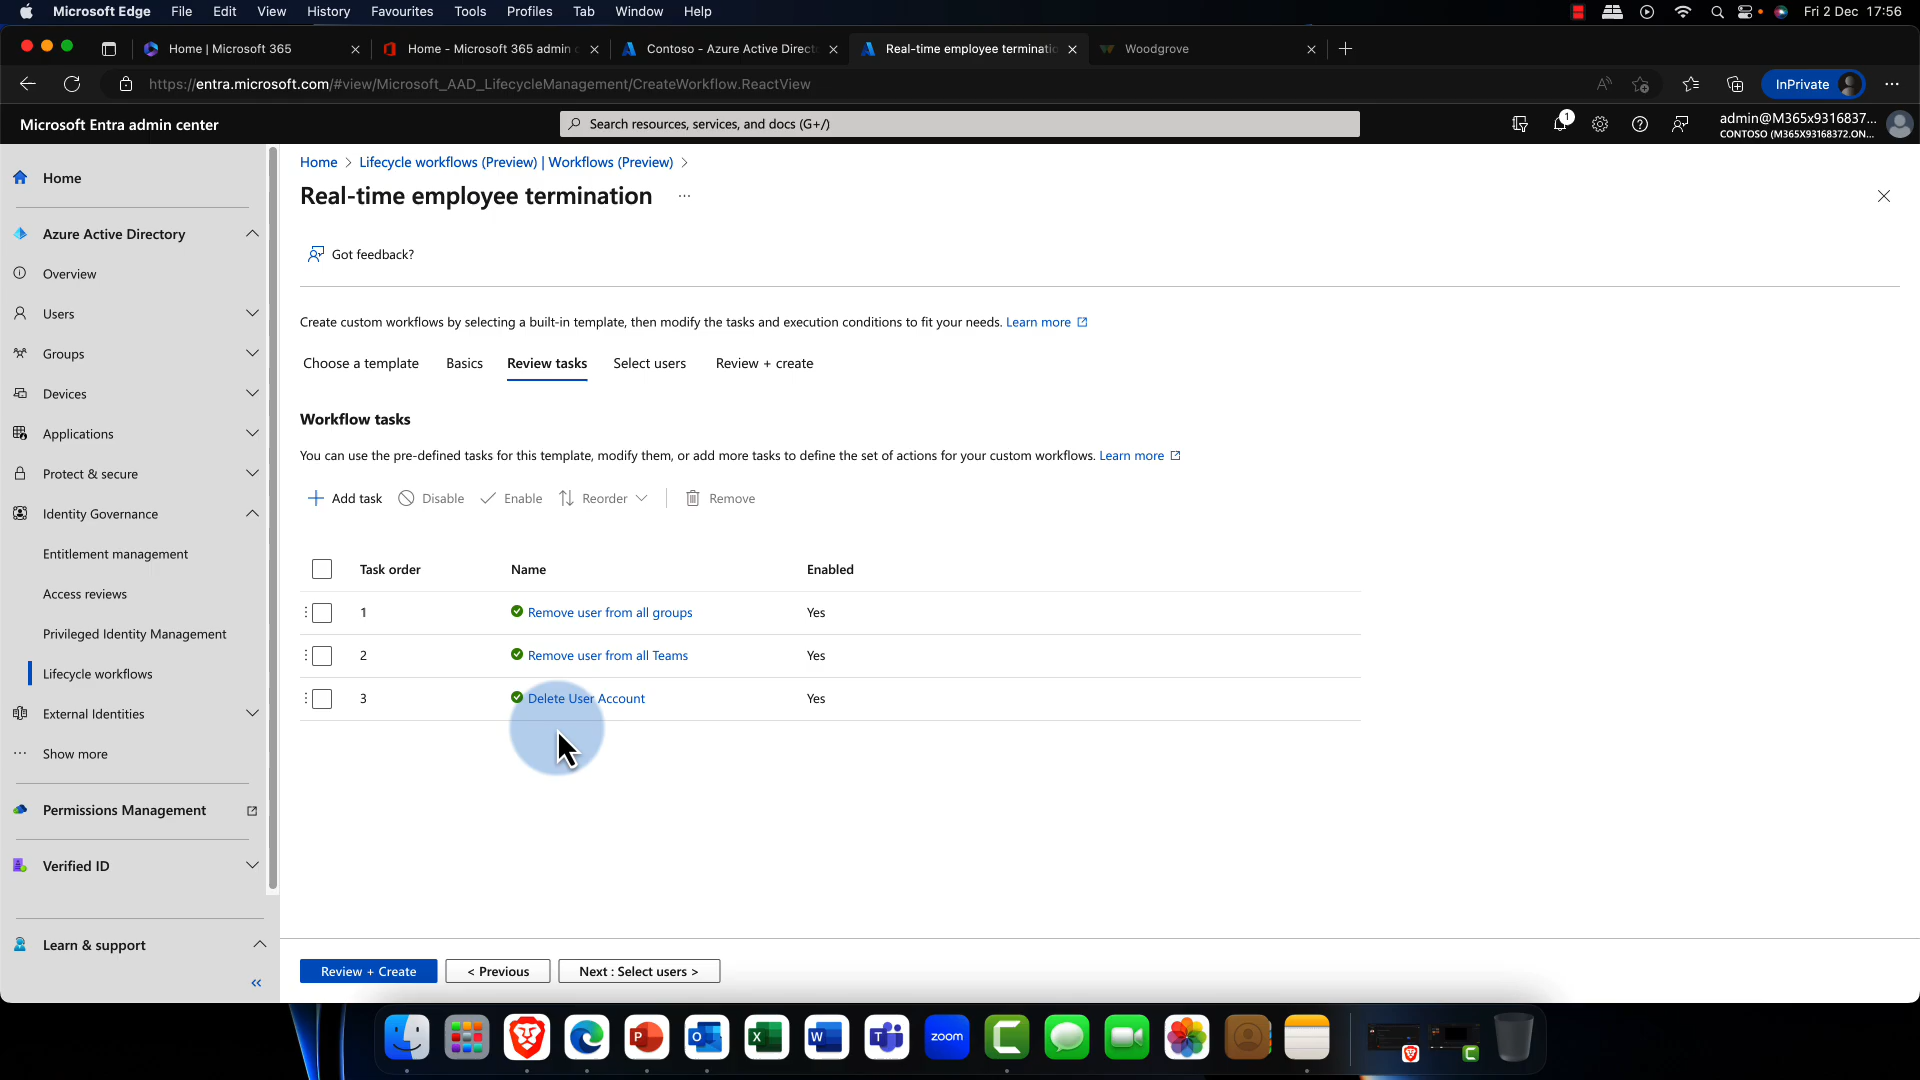 Microsoft Edge File Edit View History Favourites Tools Profiles Tab Window Help Fri 2 Dec 17:56
Home | Microsoft 365 Home - Microsoft 365 admin c Contoso - Azure Active Direct Real-time employee terminatio Woodgrove
https://entra.microsoft.com/#view/Microsoft_AAD_LifecycleManagement/CreateWorkflow.ReactView InPrivate
Microsoft Entra admin center Search resources, services, and docs (G+/) 1 admin@M365x9316837...
CONTOSO (M365X93168372.ON...
Home
Azure Active Directory
Overview
Users
Groups
Devices
Applications
Protect & secure
Identity Governance
Entitlement management
Access reviews
Privileged Identity Management
Lifecycle workflows
External Identities
Show more
Permissions Management
Verified ID
Learn & support
Home > Lifecycle workflows (Preview) | Workflows (Preview) >
Real-time employee termination ...
Got feedback?
Create custom workflows by selecting a built-in template, then modify the tasks and execution conditions to fit your needs. Learn more
Choose a template Basics Review tasks Select users Review + create
Workflow tasks
You can use the pre-defined tasks for this template, modify them, or add more tasks to define the set of actions for your custom workflows. Learn more
Add task Disable Enable Reorder Remove
Task order Name Enabled
1 Remove user from all groups Yes
2 Remove user from all Teams Yes
3 Delete User Account Yes
Review + Create < Previous Next : Select users >
zoom